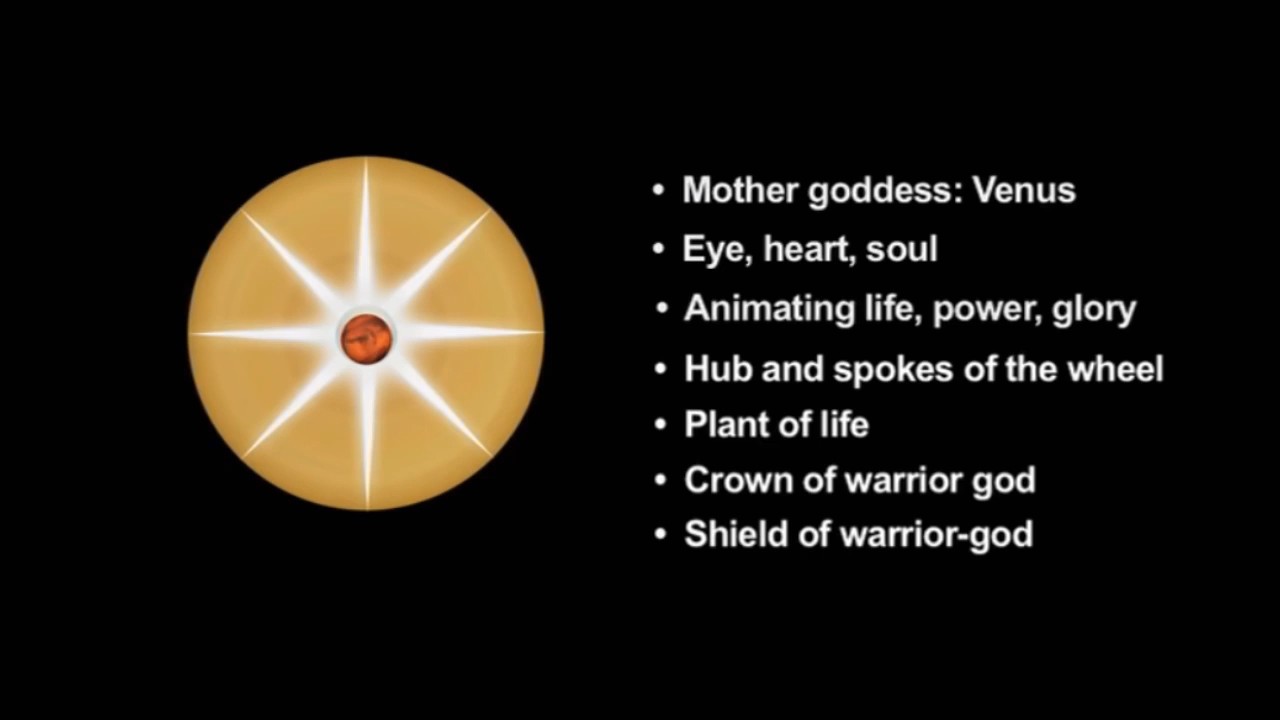 • Mother goddess: Venus
• Eye, heart, soul
• Animating life, power, glory
• Hub and spokes of the wheel
• Plant of life
• Crown of warrior god
• Shield of warrior-god